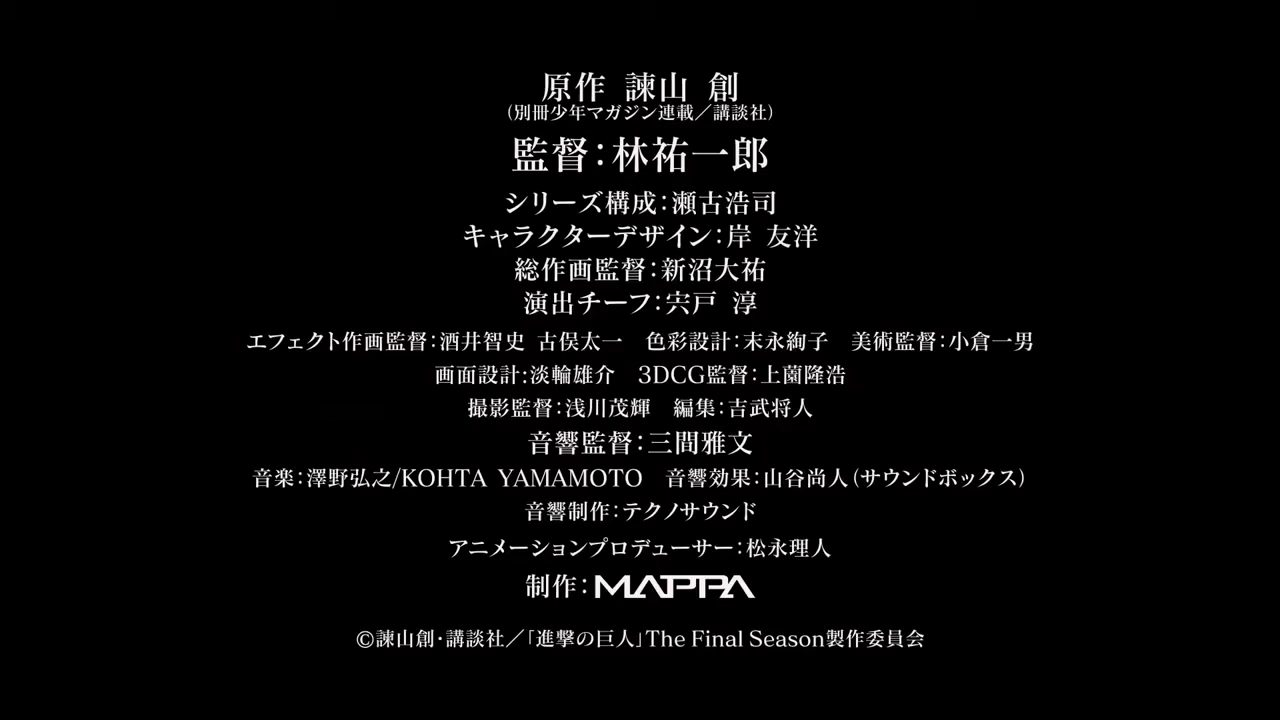 原作 諫山 創
(別冊少年マガジン連載／講談社)
監督：林祐一郎
シリーズ構成：瀬古浩司
キャラクターデザイン：岸 友洋
総作画監督：新沼大祐
演出チーフ：宍戸 淳
エフェクト作画監督：酒井智史 古俣太一　色彩設計：末永絢子　美術監督：小倉一男
画面設計：淡輪雄介　3DCG監督：上薗隆浩
撮影監督：浅川茂輝　編集：吉武将人
音響監督：三間雅文
音楽：澤野弘之/KOHTA YAMAMOTO　音響効果：山谷尚人（サウンドボックス）
音響制作：テクノサウンド
アニメーションプロデューサー：松永理人
制作：MAPPA
©諫山創・講談社／「進撃の巨人」The Final Season製作委員会